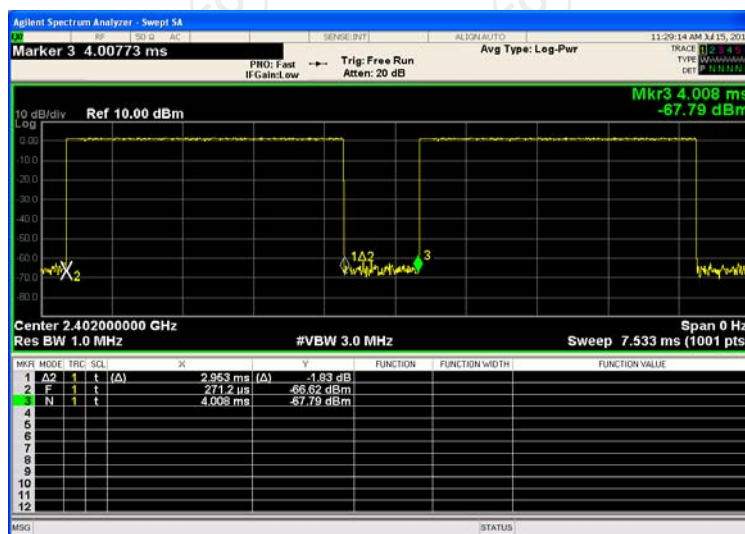 Agilent Spectrum Analyzer - Swept SA
RF 50 Ω AC SENSE:INT ALIGN AUTO 11:29:14 AM Jul 15, 201
Marker 3 4.00773 ms
PNO: Fast
IFGain:Low
Trig: Free Run
Atten: 20 dB
Avg Type: Log-Pwr
TRACE 1 2 3 4 5
TYPE
DET P N N N N
Mkr3 4.008 ms
-67.79 dBm
10 dB/div Ref 10.00 dBm
Log
0.00
-10.0
-20.0
-30.0
-40.0
-50.0
-60.0
-70.0
-80.0
1Δ2
3
2
Center 2.402000000 GHz Span 0 Hz
Res BW 1.0 MHz #VBW 3.0 MHz Sweep 7.533 ms (1001 pts
MKR MODE TRC SCL X Y FUNCTION FUNCTION WIDTH FUNCTION VALUE
1 Δ2 1 t (Δ) 2.953 ms (Δ) -1.83 dB
2 F 1 t 271.2 µs -66.62 dBm
3 N 1 t 4.008 ms -67.79 dBm
4
5
6
7
8
9
10
11
12
MSG STATUS